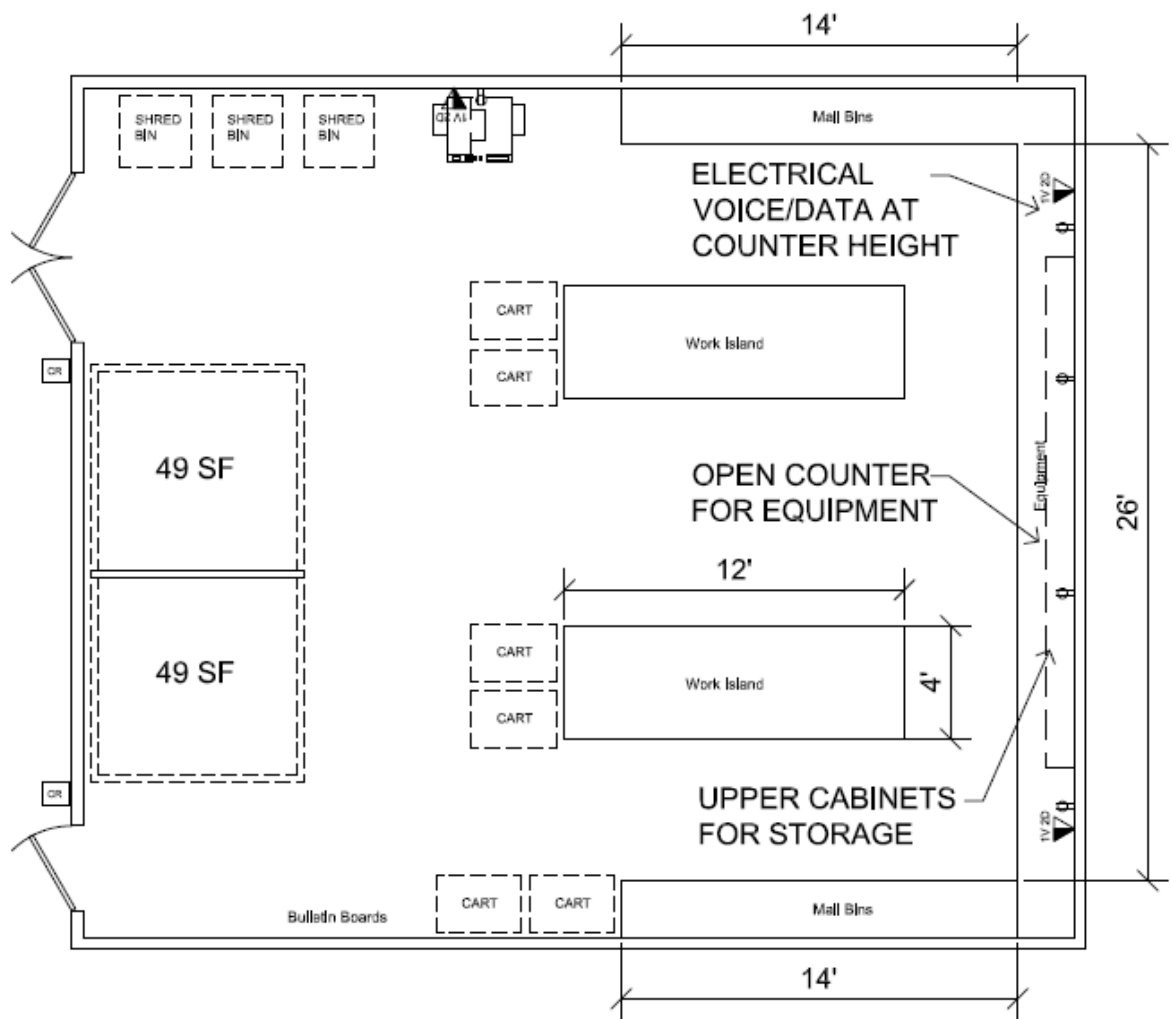 14'
SHRED
BIN
SHRED
BIN
SHRED
BIN
1V 2D
Mail Bins
ELECTRICAL
VOICE/DATA AT
COUNTER HEIGHT
1V 2D
CART
CART
Work Island
CR
49 SF
OPEN COUNTER
FOR EQUIPMENT
Equipment
26'
12'
49 SF
CART
CART
Work Island
4'
UPPER CABINETS
FOR STORAGE
CR
1V 2D
Bulletin Boards
CART
CART
Mail Bins
14'